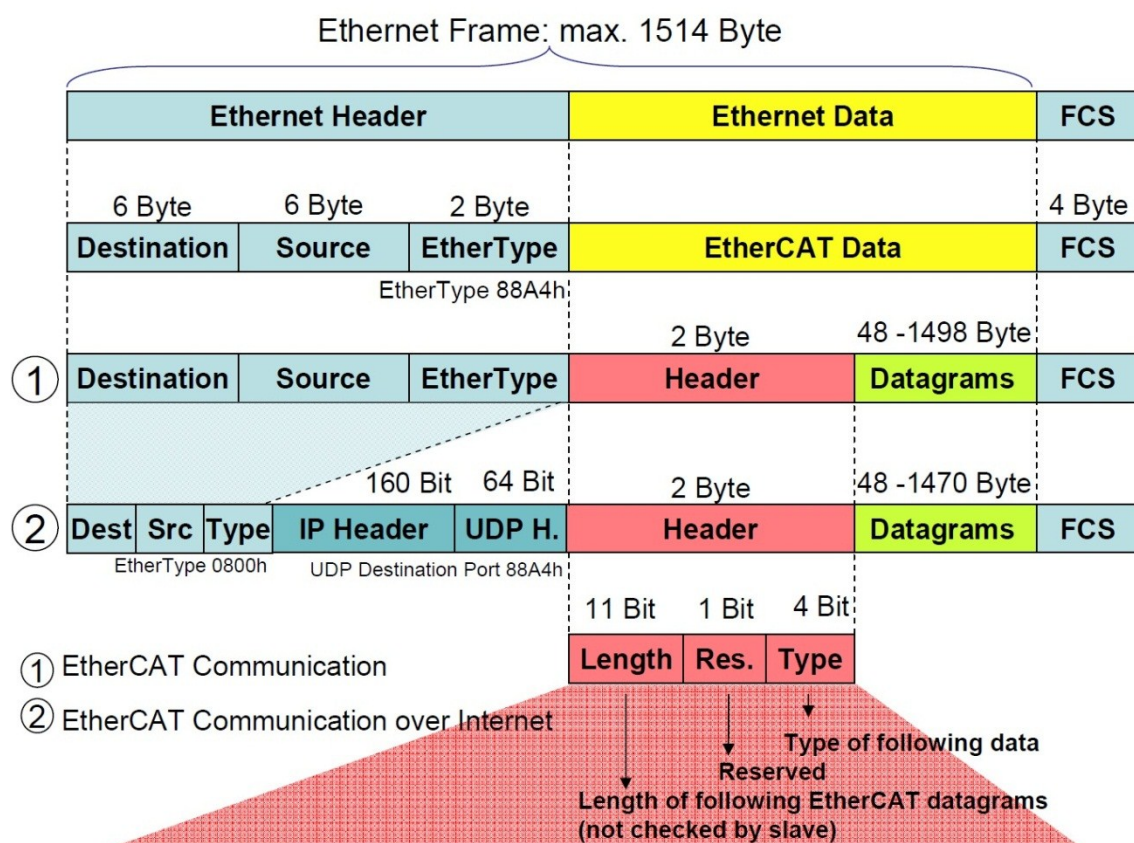 Ethernet Frame: max. 1514 Byte
Ethernet Header Ethernet Data FCS
6 Byte 6 Byte 2 Byte 4 Byte
Destination Source EtherType EtherCAT Data FCS
EtherType 88A4h
2 Byte 48 -1498 Byte
1 Destination Source EtherType Header Datagrams FCS
160 Bit 64 Bit 2 Byte 48 -1470 Byte
2 Dest Src Type IP Header UDP H. Header Datagrams FCS
EtherType 0800h UDP Destination Port 88A4h
11 Bit 1 Bit 4 Bit
Length Res. Type
1 EtherCAT Communication
2 EtherCAT Communication over Internet
Type of following data
Reserved
Length of following EtherCAT datagrams
(not checked by slave)